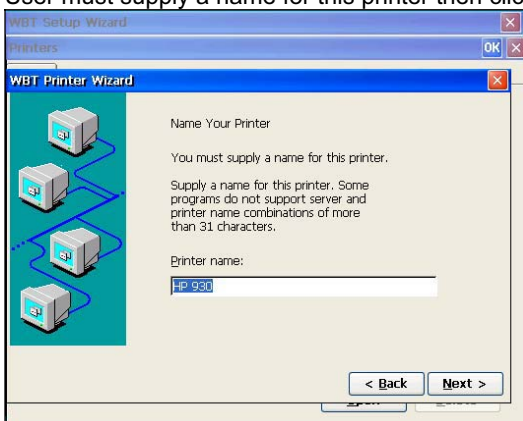 User must supply a name for this printer then clic
WBT Setup Wizard
Printers
OK
WBT Printer Wizard
Name Your Printer
You must supply a name for this printer.
Supply a name for this printer. Some
programs do not support server and
printer name combinations of more
than 31 characters.
Printer name:
HP 930
< Back Next >